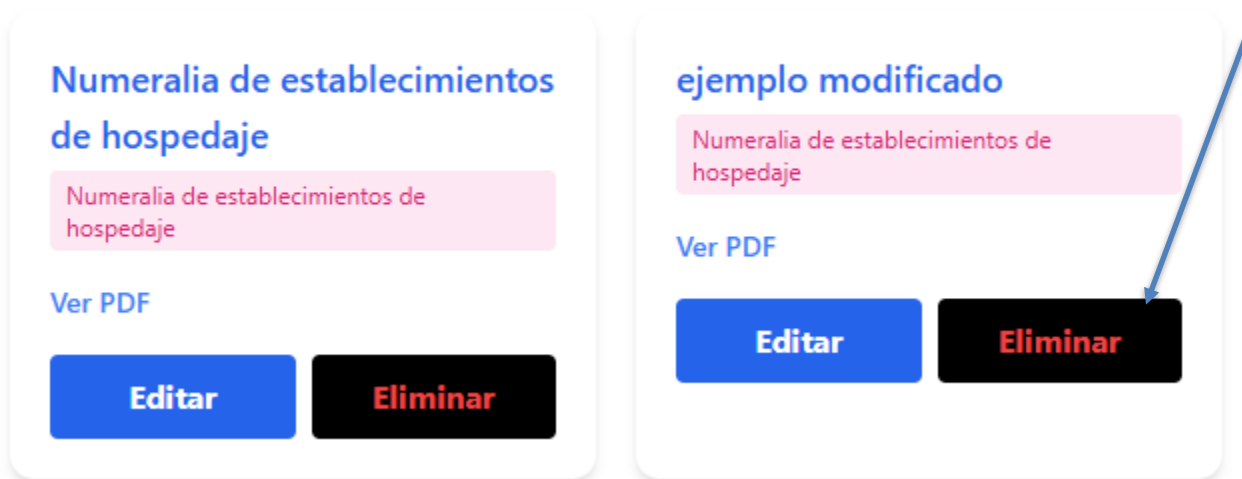 Numeralia de establecimientos
de hospedaje
Numeralia de establecimientos de
hospedaje
Ver PDF
Editar
Eliminar
ejemplo modificado
Numeralia de establecimientos de
hospedaje
Ver PDF
Editar
Eliminar